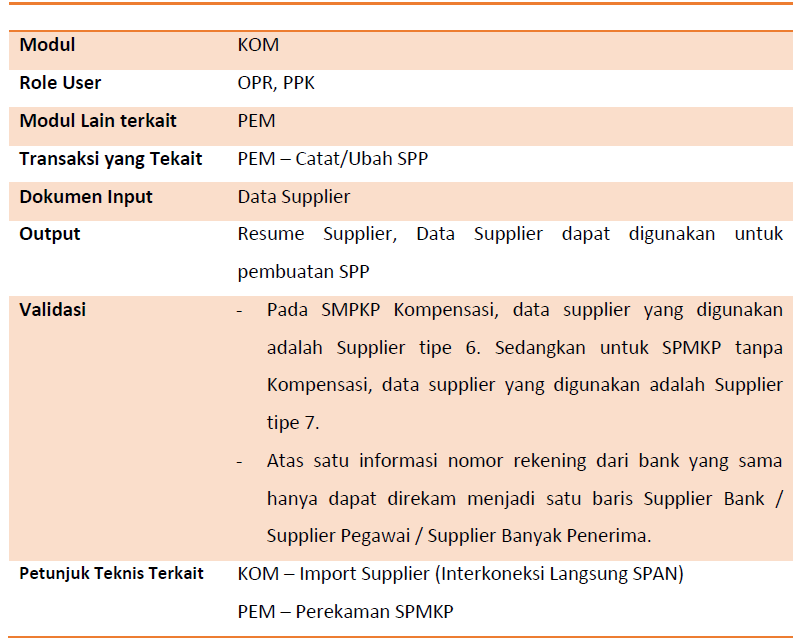 Modul KOM
Role User OPR, PPK
Modul Lain terkait PEM
Transaksi yang Tekait PEM – Catat/Ubah SPP
Dokumen Input Data Supplier
Output Resume Supplier, Data Supplier dapat digunakan untuk
pembuatan SPP
Validasi - Pada SMPKP Kompensasi, data supplier yang digunakan
adalah Supplier tipe 6. Sedangkan untuk SPMKP tanpa
Kompensasi, data supplier yang digunakan adalah Supplier
tipe 7.
- Atas satu informasi nomor rekening dari bank yang sama
hanya dapat direkam menjadi satu baris Supplier Bank /
Supplier Pegawai / Supplier Banyak Penerima.
Petunjuk Teknis Terkait KOM – Import Supplier (Interkoneksi Langsung SPAN)
PEM – Perekaman SPMKP